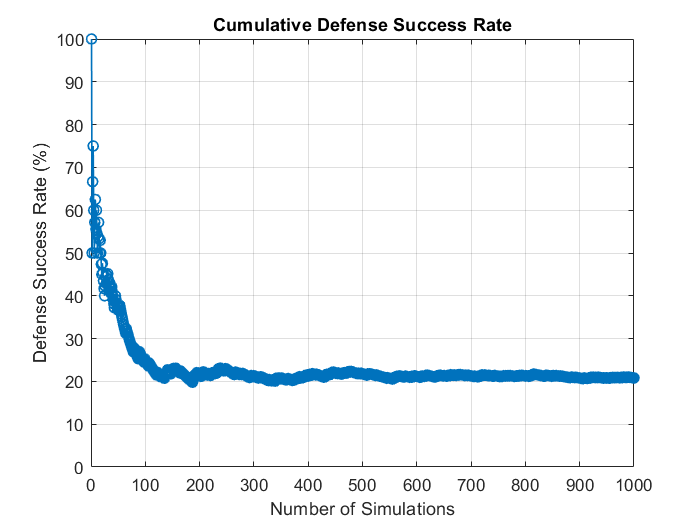 Cumulative Defense Success Rate
Defense Success Rate (%)
100
90
80
70
60
50
40
30
20
10
0
0 100 200 300 400 500 600 700 800 900 1000
Number of Simulations